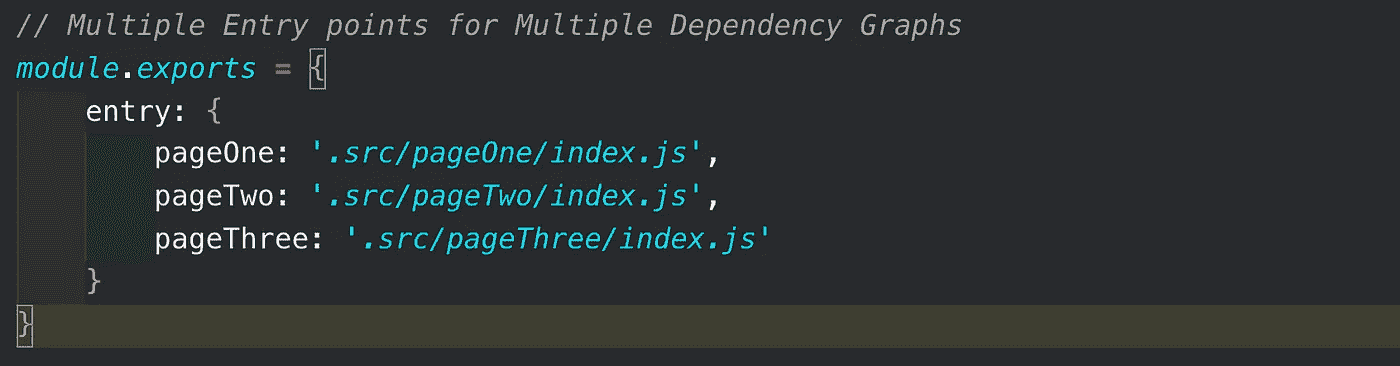 // Multiple Entry points for Multiple Dependency Graphs
module.exports = {
    entry: {
        pageOne: '.src/pageOne/index.js',
        pageTwo: '.src/pageTwo/index.js',
        pageThree: '.src/pageThree/index.js'
    }
}